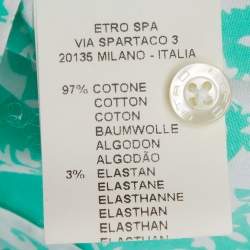 ETRO SPA
VIA SPARTACO 3
20135 MILANO - ITALIA
97% COTONE
COTTON
COTON
BAUMWOLLE
ALGODON
ALGODÃO
3% ELASTAN
ELASTANE
ELASTHANNE
ELASTHAN
ELASTHAN
ELASTHAN